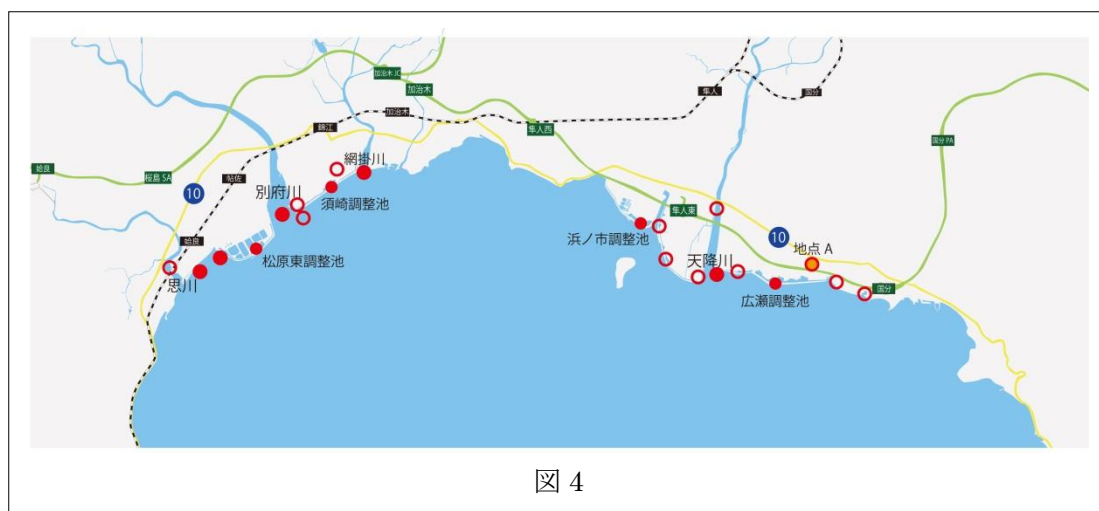 加治木JC
加治木
隼人
国分
加治木
錦江
隼人西
国分PA
姶良
桜島SA
帖佐
網掛川
10
別府川
須崎調整池
隼人東
10
浜ノ市調整池
地点 A
姶良
松原東調整池
天降川
思川
広瀬調整池
国分
図 4